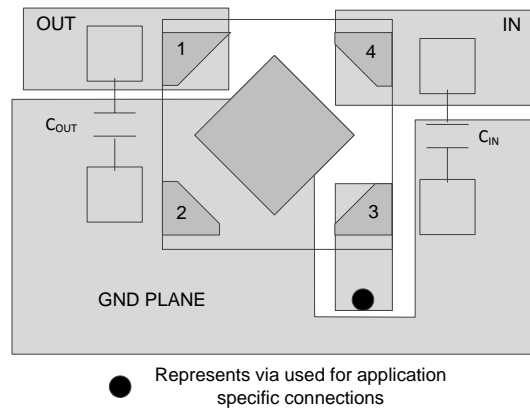 OUT
IN
1
4
COUT
CIN
2
3
GND PLANE
Represents via used for application
specific connections